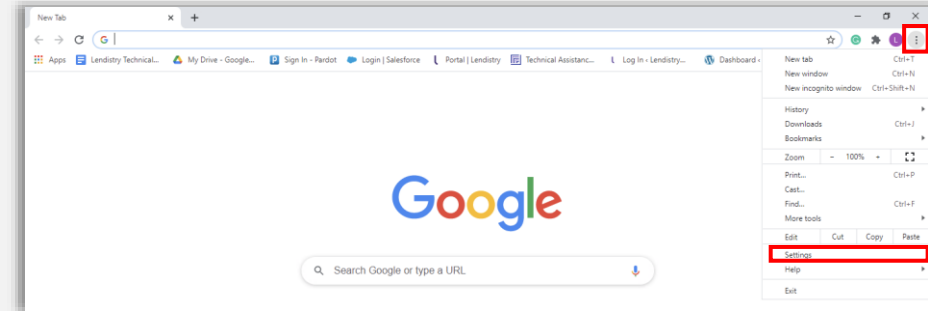 New Tab
G
Apps Lendistry Technical... My Drive - Google... Sign In - Pardot Login | Salesforce Portal | Lendistry Technical Assistanc... Log In ‹ Lendistry... Dashboard ‹
L
New tab Ctrl+T
New window Ctrl+N
New incognito window Ctrl+Shift+N
History
Downloads Ctrl+J
Bookmarks
Zoom - 100% +
Print... Ctrl+P
Cast...
Find... Ctrl+F
More tools
Edit Cut Copy Paste
Settings
Help
Exit
Google
Search Google or type a URL